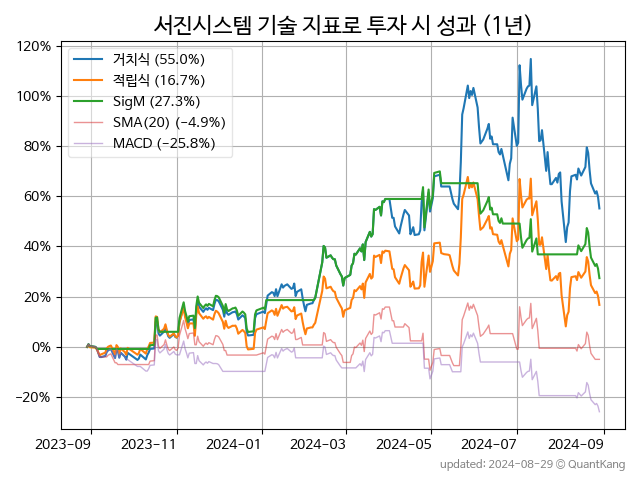 서진시스템 기술 지표로 투자 시 성과 (1년)
120%
100%
80%
60%
40%
20%
0%
−20%
거치식 (55.0%)
적립식 (16.7%)
SigM (27.3%)
SMA(20) (−4.9%)
MACD (−25.8%)
2023-09 2023-11 2024-01 2024-03 2024-05 2024-07 2024-09
updated: 2024-08-29 © QuantKang